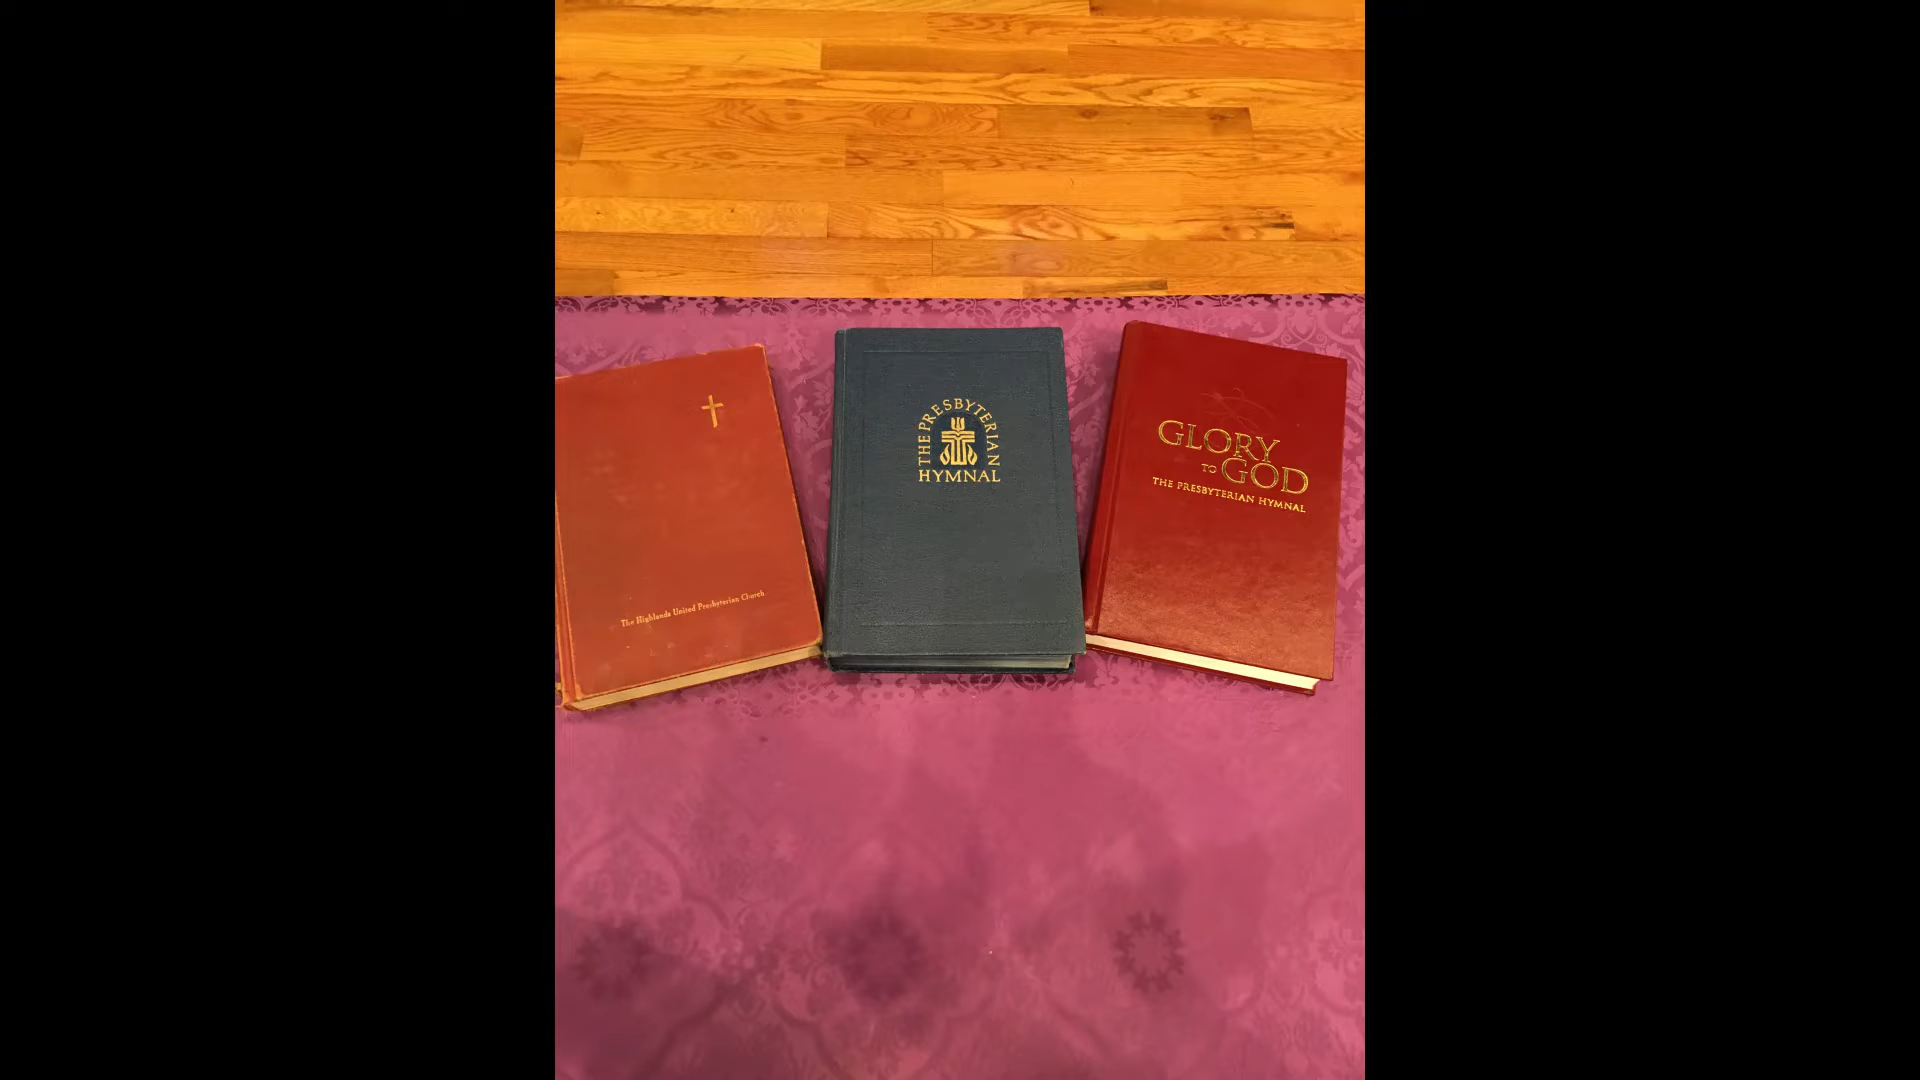 The Highlands United Presbyterian Church
THE PRESBYTERIAN
HYMNAL
GLORY
TO GOD
THE PRESBYTERIAN HYMNAL